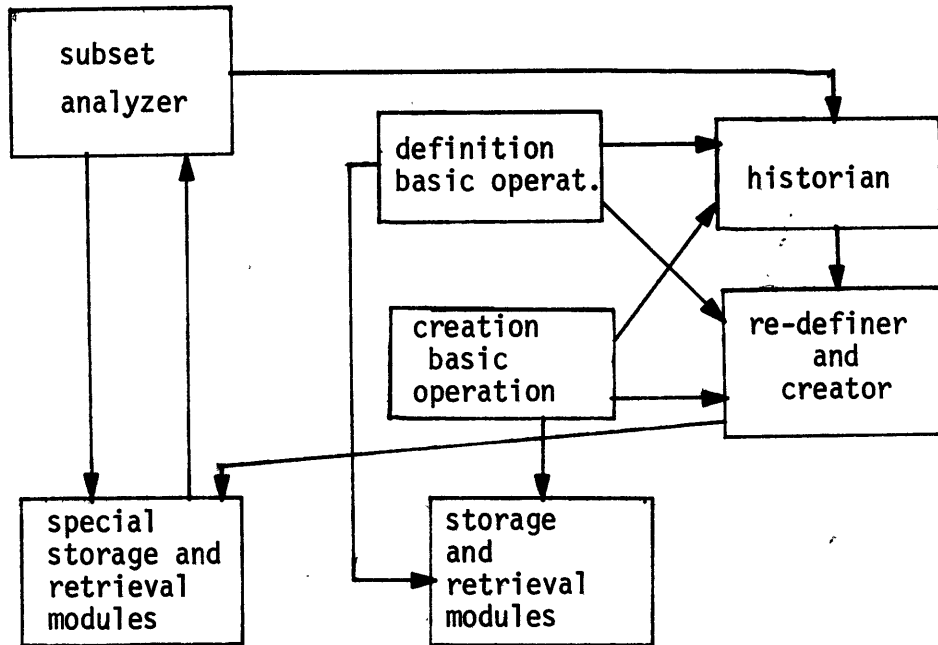 subset
analyzer
definition
basic operat.
historian
creation
basic
operation
re-definer
and
creator
special
storage and
retrieval
modules
storage
and
retrieval
modules